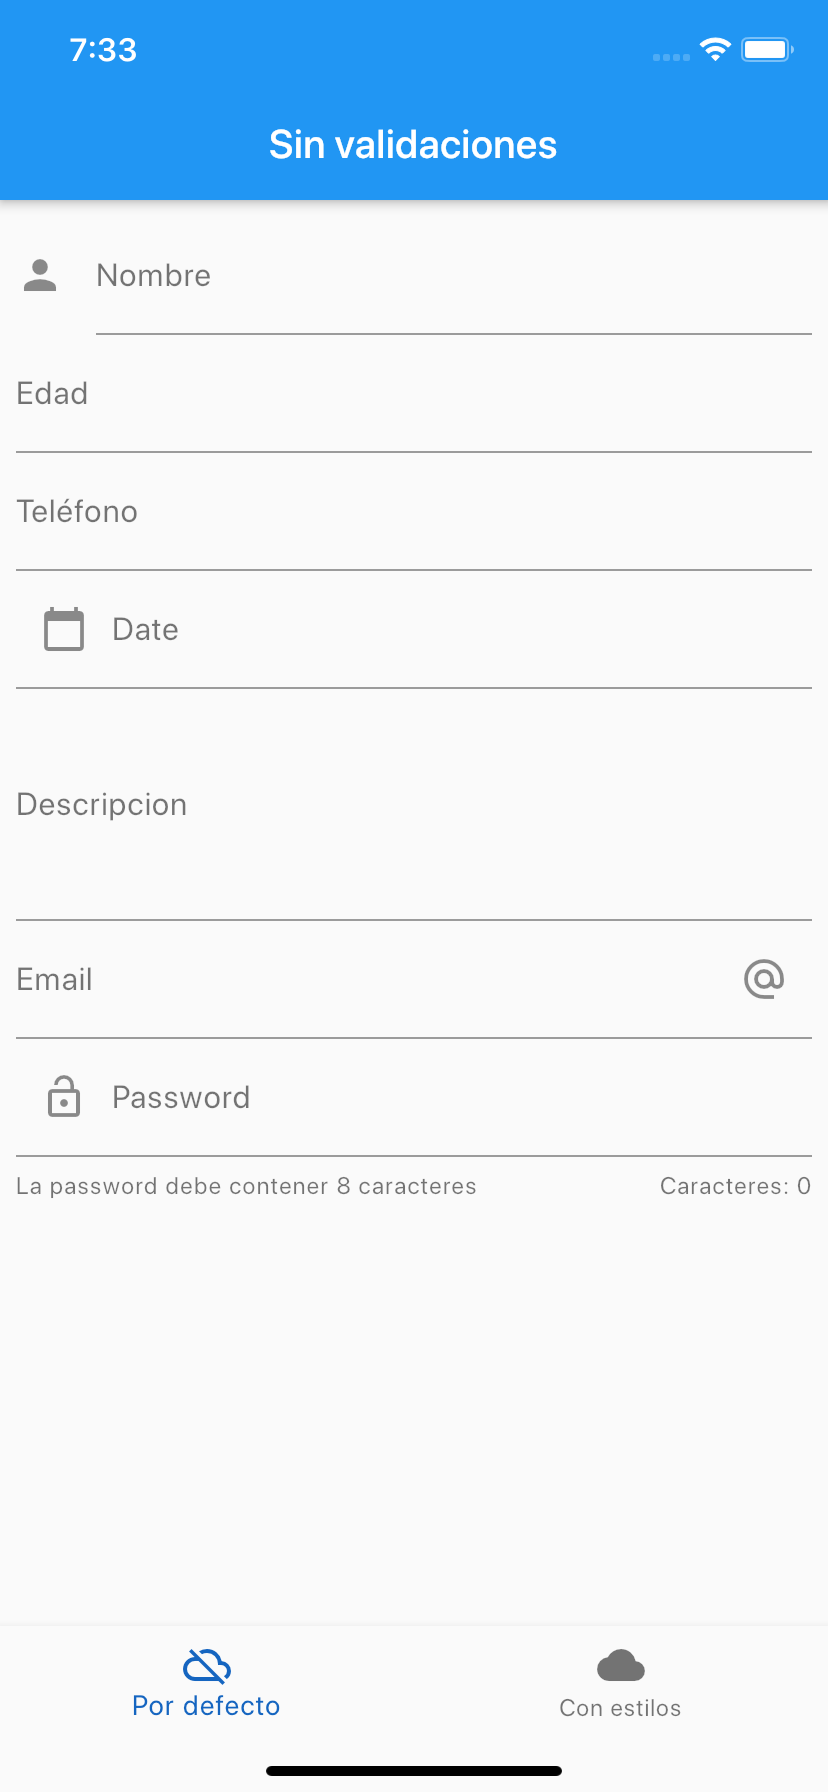 7:33
Sin validaciones
Nombre
Edad
Teléfono
Date
Descripcion
Email
Password
La password debe contener 8 caracteres
Caracteres: 0
Por defecto
Con estilos